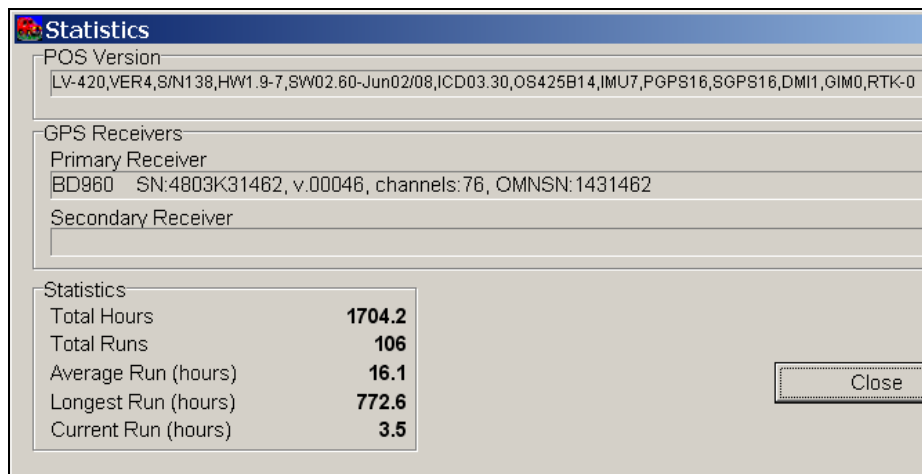 Statistics
POS Version
LV-420,VER4,S/N138,HW1.9-7,SW02.60-Jun02/08,ICD03.30,OS425B14,IMU7,PGPS16,SGPS16,DMI1,GIM0,RTK-0
GPS Receivers
Primary Receiver
BD960 SN:4803K31462, v.00046, channels:76, OMNSN:1431462
Secondary Receiver
Statistics
Total Hours 1704.2
Total Runs 106
Average Run (hours) 16.1
Longest Run (hours) 772.6
Current Run (hours) 3.5
Close